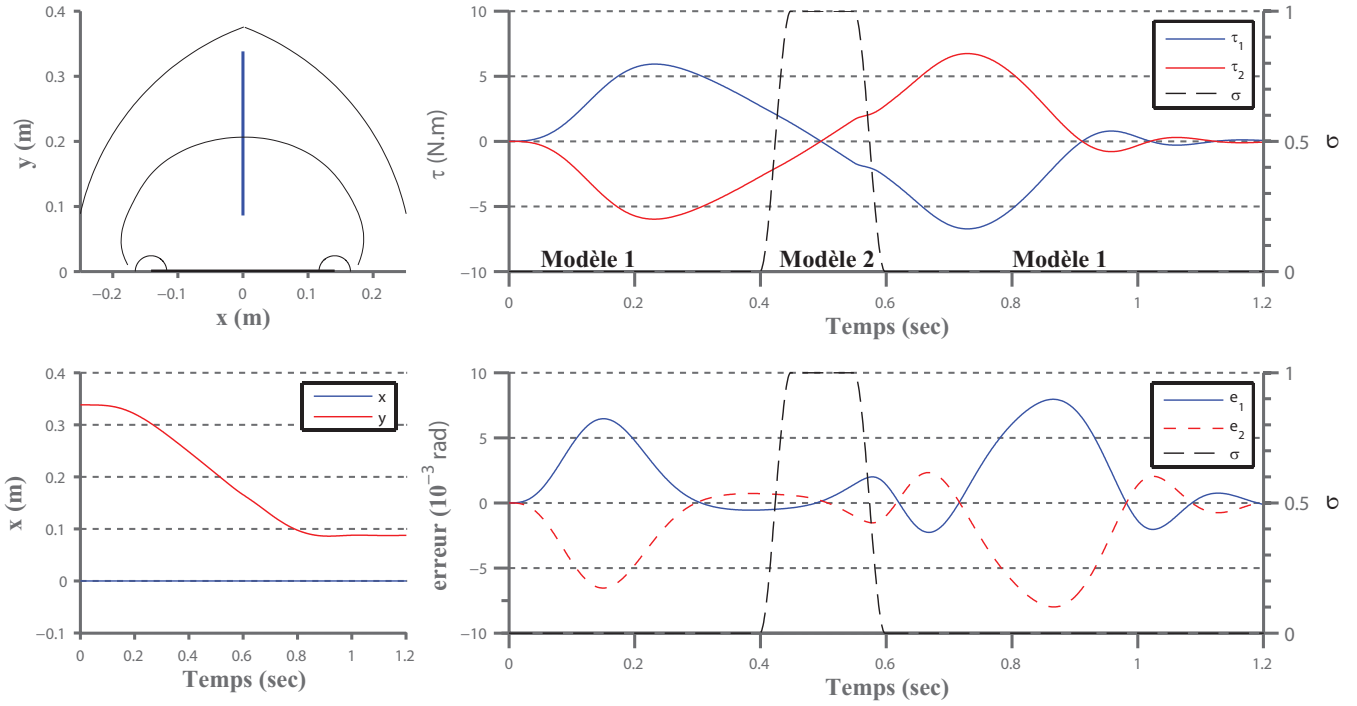 0.4
0.3
0.2
0.1
0
y (m)
−0.2
−0.1
0
0.1
0.2
x (m)
10
5
0
−5
−10
τ (N.m)
τ1
τ2
σ
1
0.5
0
σ
Modèle 1
Modèle 2
Modèle 1
0
0.2
0.4
0.6
0.8
1
1.2
Temps (sec)
0.4
0.3
0.2
0.1
0
−0.1
x (m)
x
y
0
0.2
0.4
0.6
0.8
1
1.2
Temps (sec)
10
5
0
−5
−10
erreur (10−3 rad)
e1
e2
σ
1
0.5
0
σ
0
0.2
0.4
0.6
0.8
1
1.2
Temps (sec)